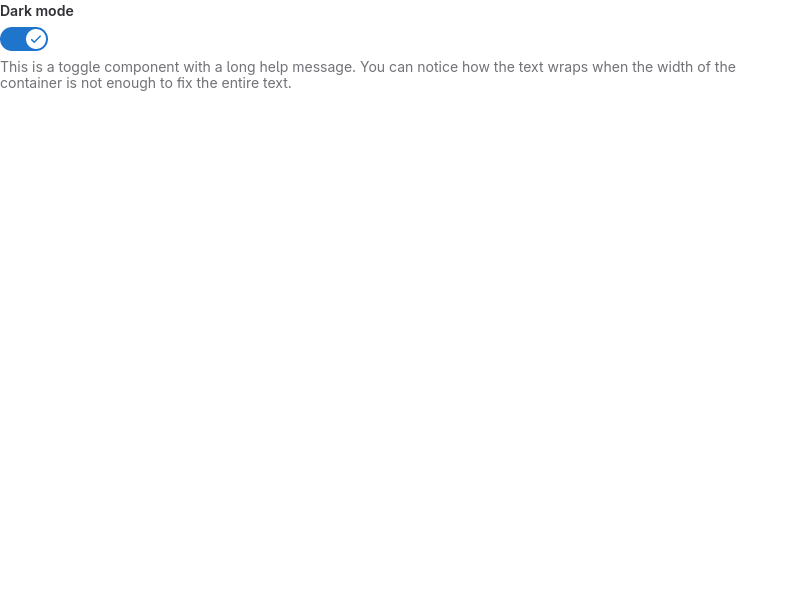 Dark mode
This is a toggle component with a long help message. You can notice how the text wraps when the width of the
container is not enough to fix the entire text.